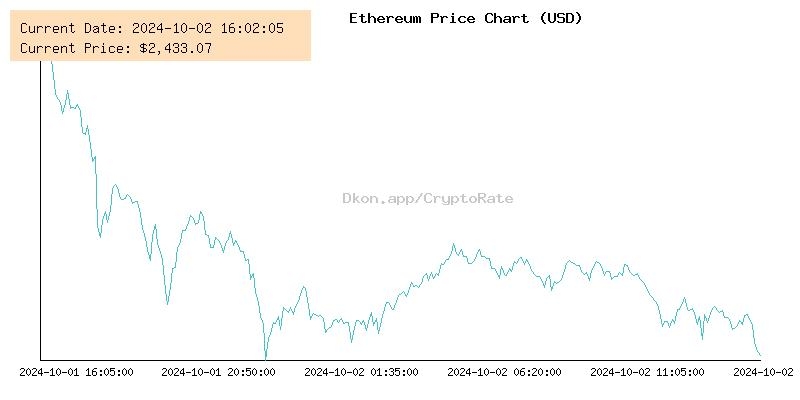 Ethereum Price Chart (USD)
Current Date: 2024-10-02 16:02:05
Current Price: $2,433.07
Dkon.app/CryptoRate
2024-10-01 16:05:00 2024-10-01 20:50:00 2024-10-02 01:35:00 2024-10-02 06:20:00 2024-10-02 11:05:00 2024-10-02